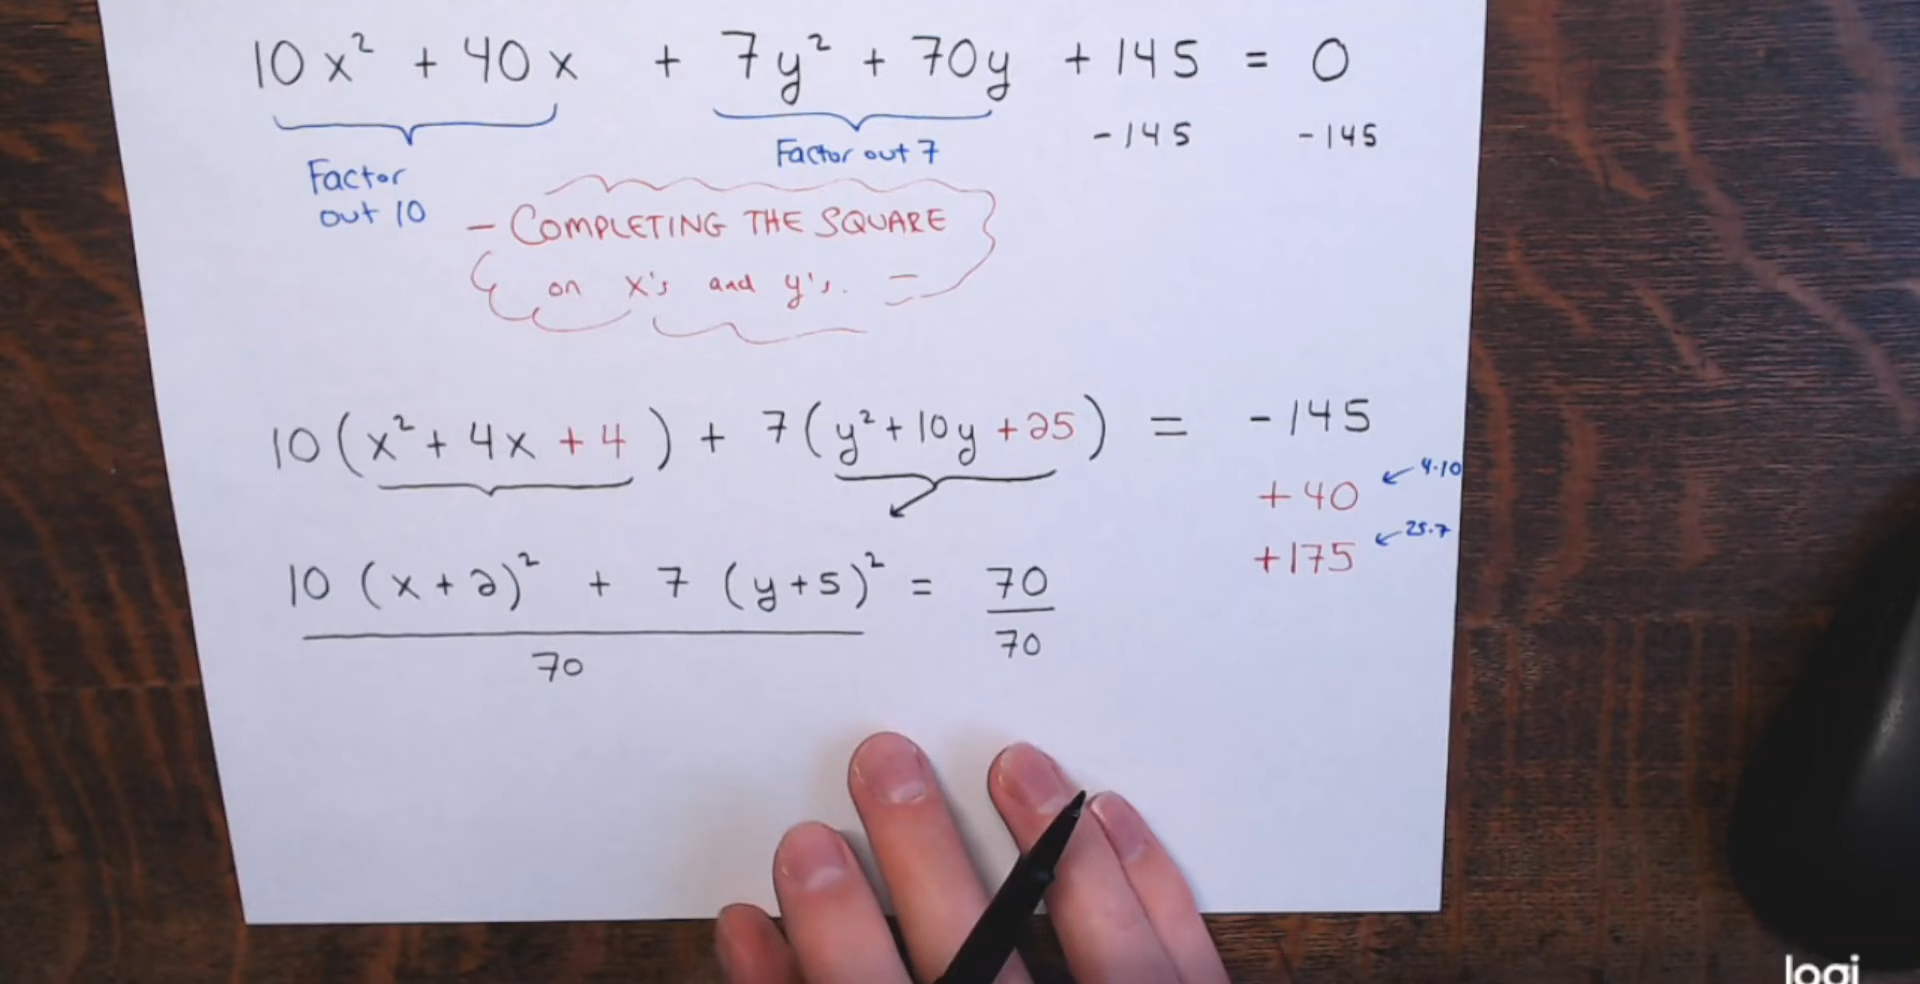 10x² + 40x + 7y² + 70y + 145 = 0
-145 -145
Factor out 10
Factor out 7
- COMPLETING THE SQUARE
on x's and y's. -
10(x² + 4x + 4) + 7(y² + 10y + 25) = -145
+40 ← 4·10
+175 ← 25·7
10 (x+2)² + 7 (y+5)² = 70
70 70
logi